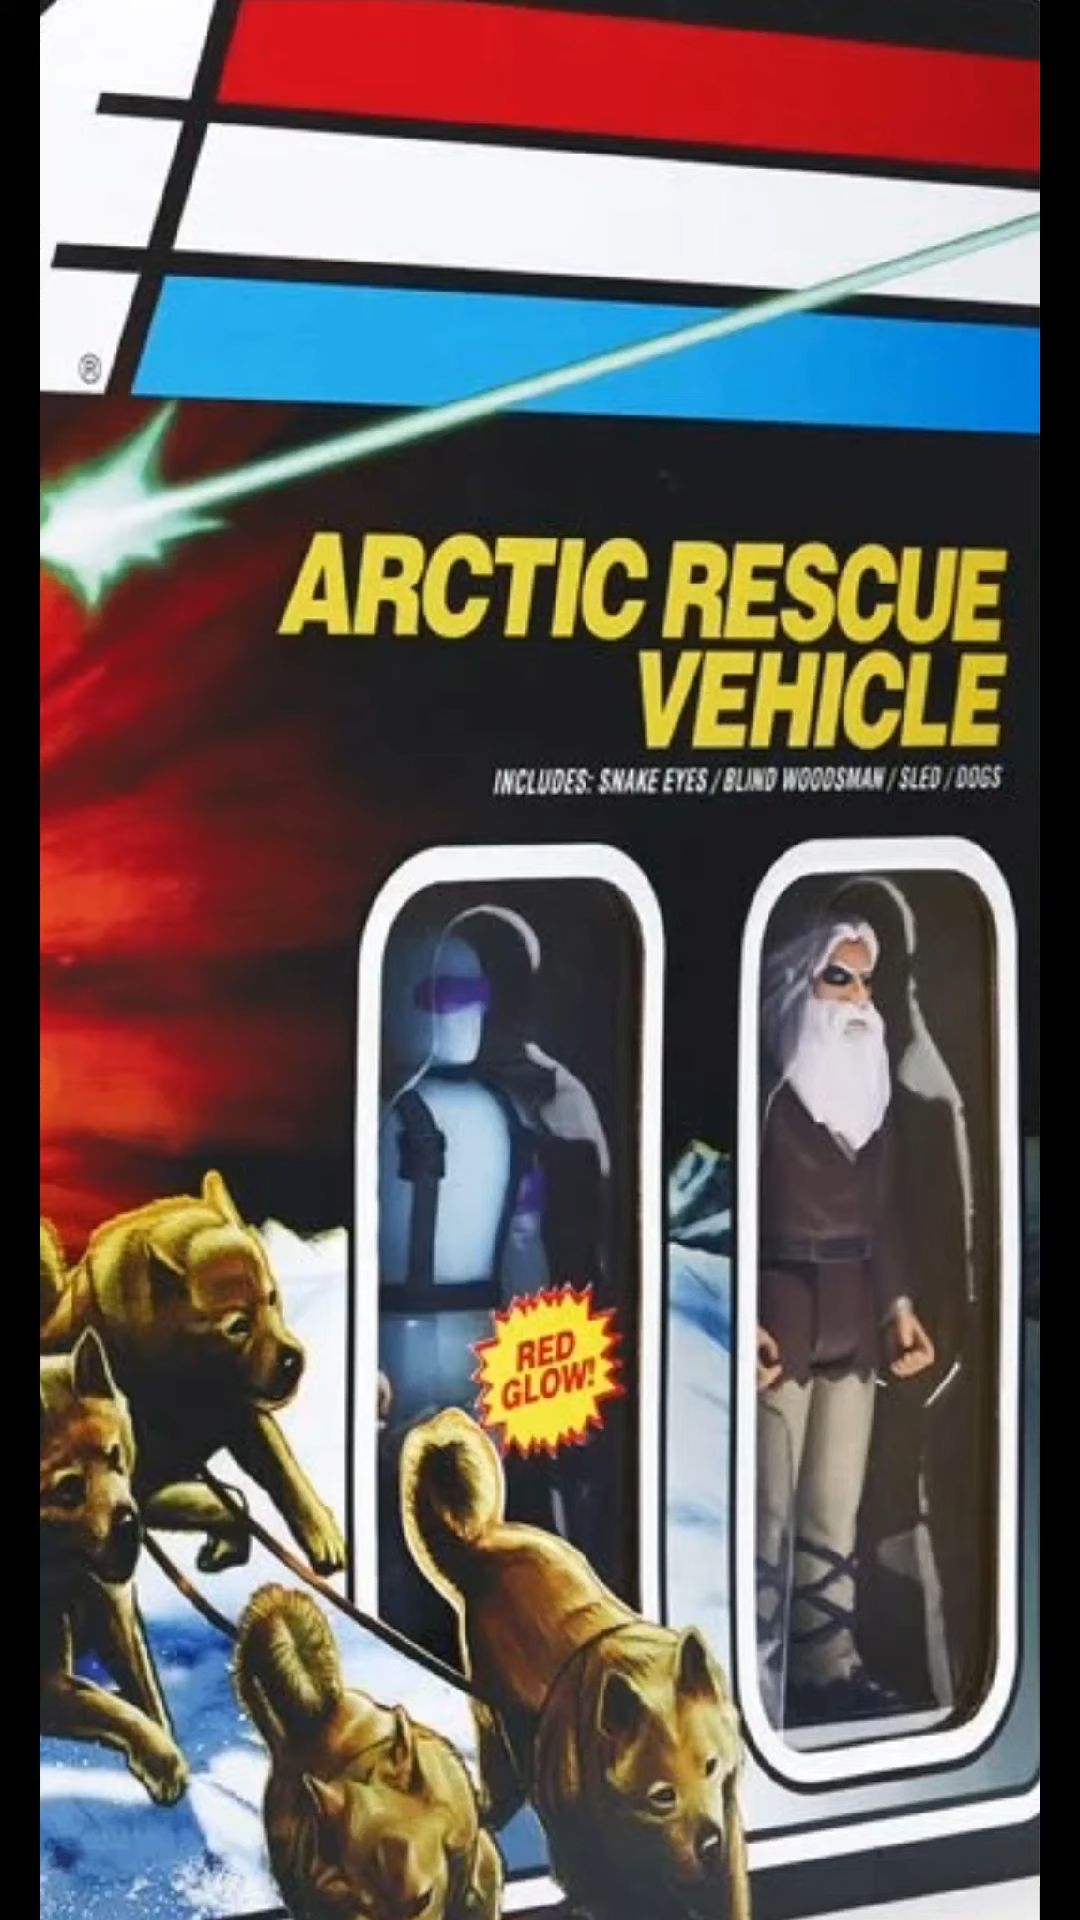 ®
ARCTIC RESCUE
VEHICLE
INCLUDES: SNAKE EYES / BLIND WOODSMAN / SLED / DOGS
RED
GLOW!